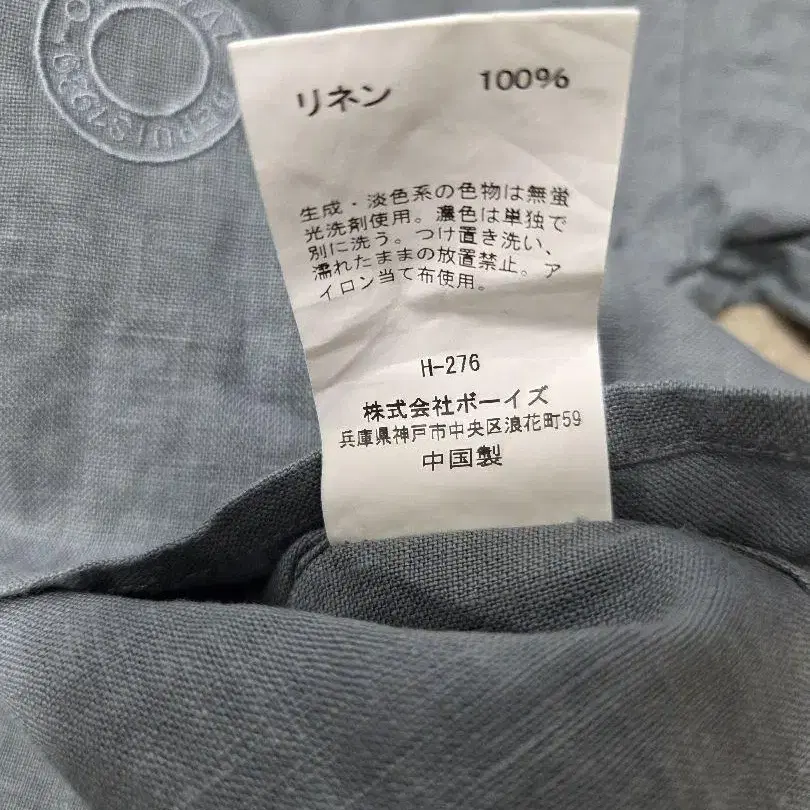 リネン 100%
生成・淡色系の色物は無蛍
光洗剤使用。濃色は単独で
別に洗う。つけ置き洗い、
濡れたままの放置禁止。ア
イロン当て布使用。
H-276
株式会社ボーイズ
兵庫県神戸市中央区浪花町59
中国製